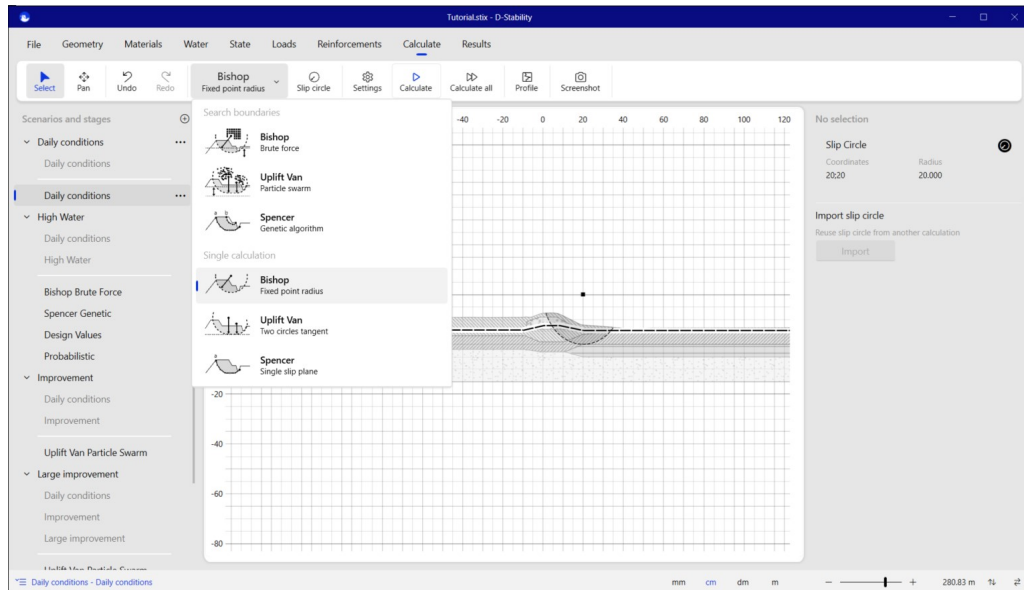 Tutorial.stix - D-Stability
File Geometry Materials Water State Loads Reinforcements Calculate Results
Select Pan Undo Redo Bishop Fixed point radius Slip circle Settings Calculate Calculate all Profile Screenshot
Scenarios and stages
Daily conditions
Daily conditions
Daily conditions
High Water
Daily conditions
High Water
Bishop Brute Force
Spencer Genetic
Design Values
Probabilistic
Improvement
Daily conditions
Improvement
Uplift Van Particle Swarm
Large improvement
Daily conditions
Improvement
Large improvement
Uplift Van Particle Swarm
Search boundaries
Bishop
Brute force
Uplift Van
Particle swarm
Spencer
Genetic algorithm
Single calculation
Bishop
Fixed point radius
Uplift Van
Two circles tangent
Spencer
Single slip plane
-40 -20 0 20 40 60 80 100 120
-20
-40
-60
-80
No selection
Slip Circle
Coordinates Radius
20;20 20.000
Import slip circle
Reuse slip circle from another calculation
Import
Daily conditions - Daily conditions
mm cm dm m
280.83 m